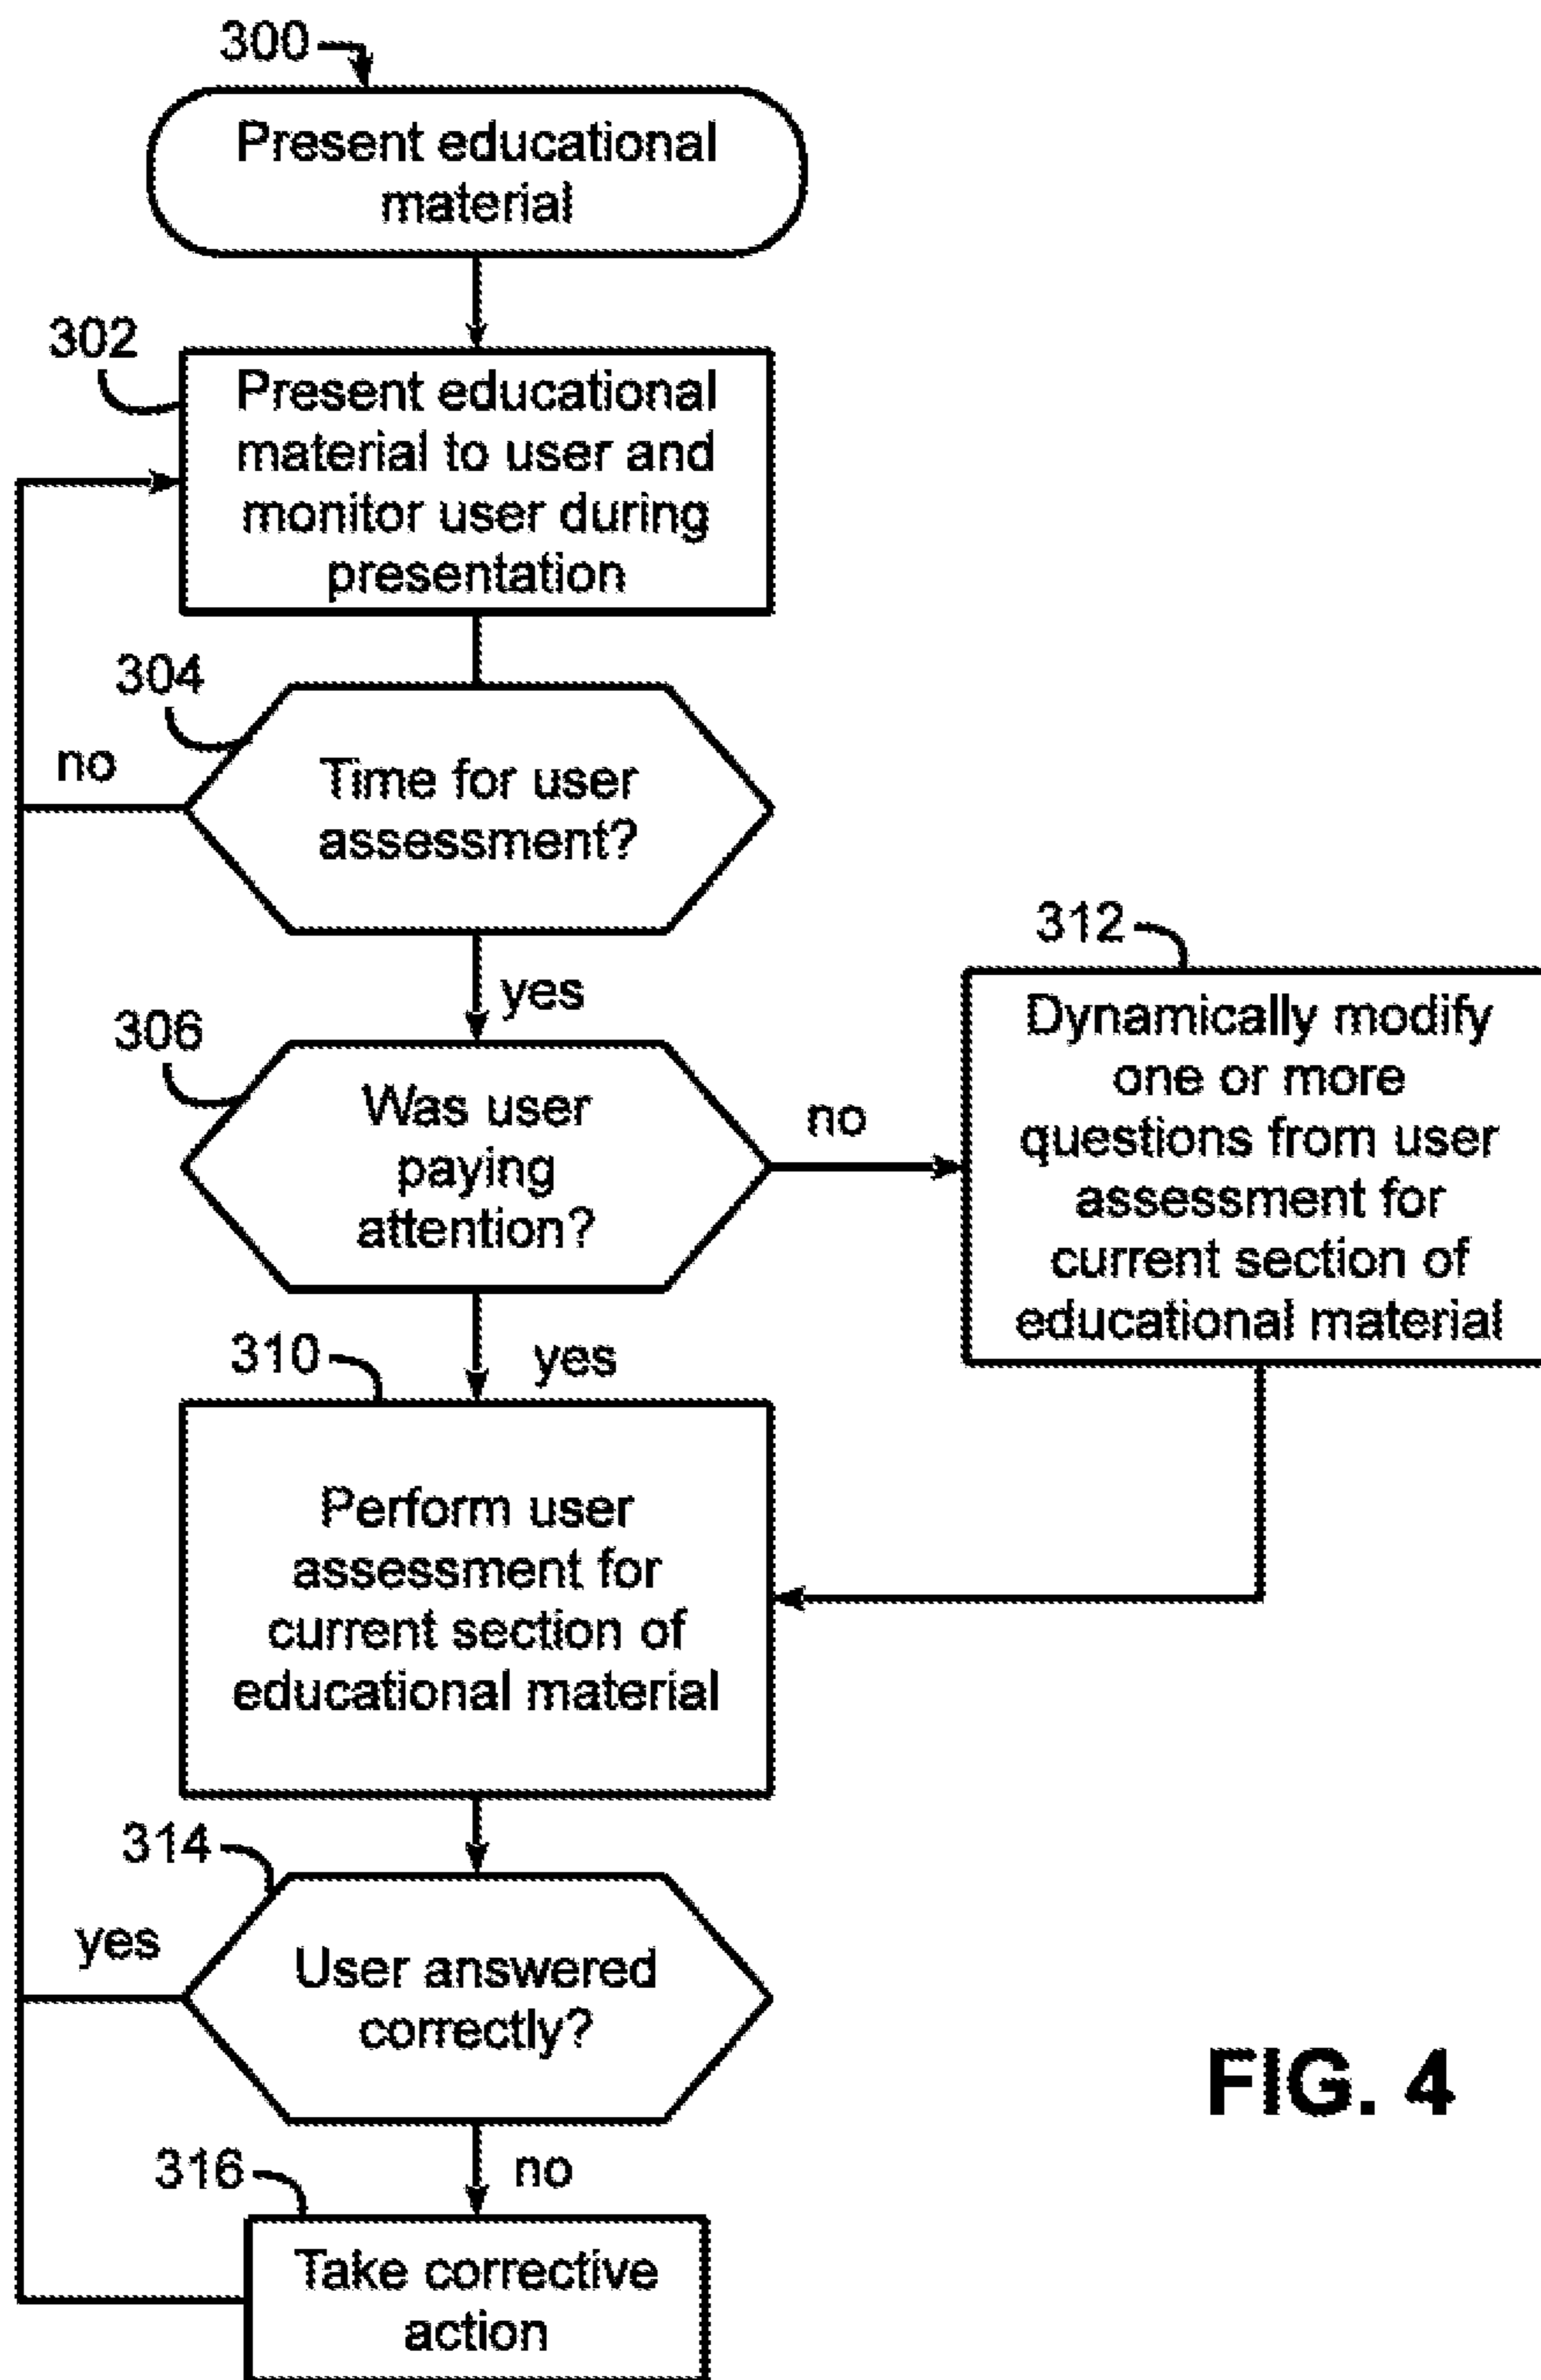 300
Present educational
material
302
Present educational
material to user and
monitor user during
presentation
304
no
Time for user
assessment?
yes
312
Dynamically modify
one or more
questions from user
assessment for
current section of
educational material
306
Was user
paying
attention?
no
yes
310
Perform user
assessment for
current section of
educational material
314
yes
User answered
correctly?
no
316
Take corrective
action
FIG. 4